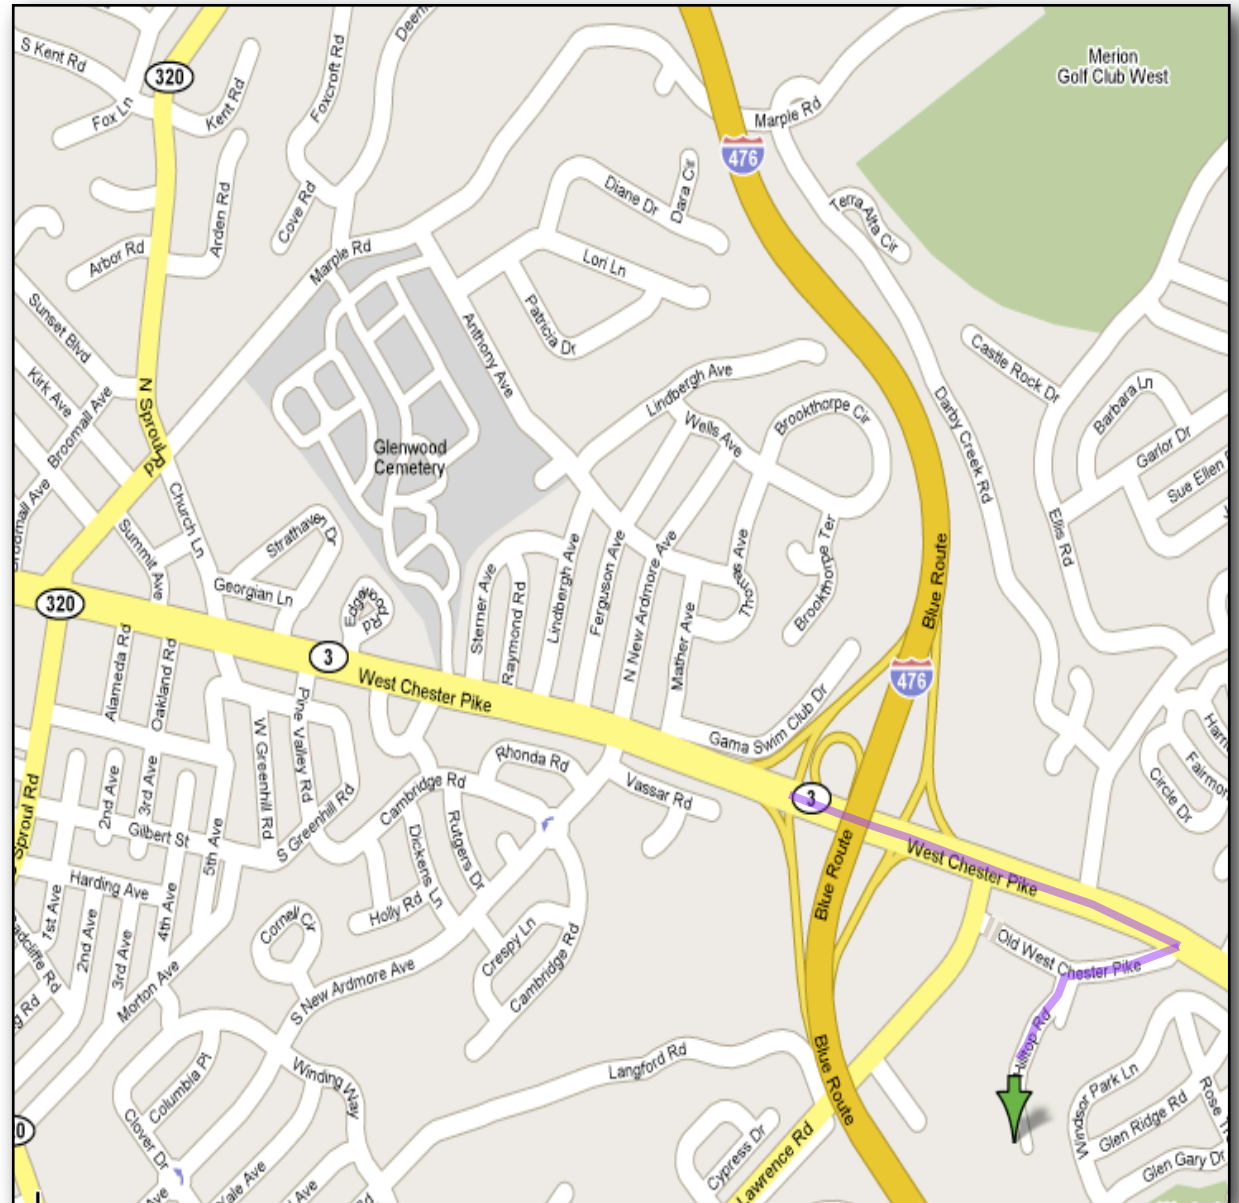 S Kent Rd
320
Fox Ln
Kent Rd
Foxcroft Rd
Merion
Golf Club West
Marple Rd
476
Arden Rd
Cove Rd
Arbor Rd
Diane Dr
Dara Cir
Terra Alta Cir
Marple Rd
Lori Ln
Sunset Blvd
Patricia Dr
Anthony Ave
Castle Rock Dr
Kirk Ave
Broomall Ave
N Sproul Rd
Lindbergh Ave
Wells Ave
Brookthorpe Cir
Darby Creek Rd
Barbara Ln
Garlor Dr
Sue Ellen
Glenwood
Cemetery
Church Ln
Summit Ave
Strathaven Dr
Georgian Ln
Edgewood Rd
Sterner Ave
Raymond Rd
Lindbergh Ave
Ferguson Ave
N New Ardmore Ave
Mather Ave
Thomas Ave
Brookthorpe Ter
Blue Route
Ellis Rd
320
3
West Chester Pike
476
Alameda Rd
Oakland Rd
Pine Valley Rd
W Greenhill Rd
Gama Swim Club Dr
Rhonda Rd
Vassar Rd
Cambridge Rd
2nd Ave
3rd Ave
Gilbert St
5th Ave
S Greenhill Rd
Dickens Ln
Rutgers Dr
3
Blue Route
West Chester Pike
Circle Dr
Sproul Rd
Harding Ave
1st Ave
2nd Ave
3rd Ave
4th Ave
Holly Rd
Cornell Cir
Crespy Ln
Cambridge Rd
Old West Chester Pike
Morton Ave
S New Ardmore Ave
Hilltop Rd
Columbia Pl
Winding Way
Langford Rd
Blue Route
Clover Dr
Yale Ave
Ave
Cypress Dr
Lawrence Rd
Windsor Park Ln
Glen Ridge Rd
Glen Gary Dr